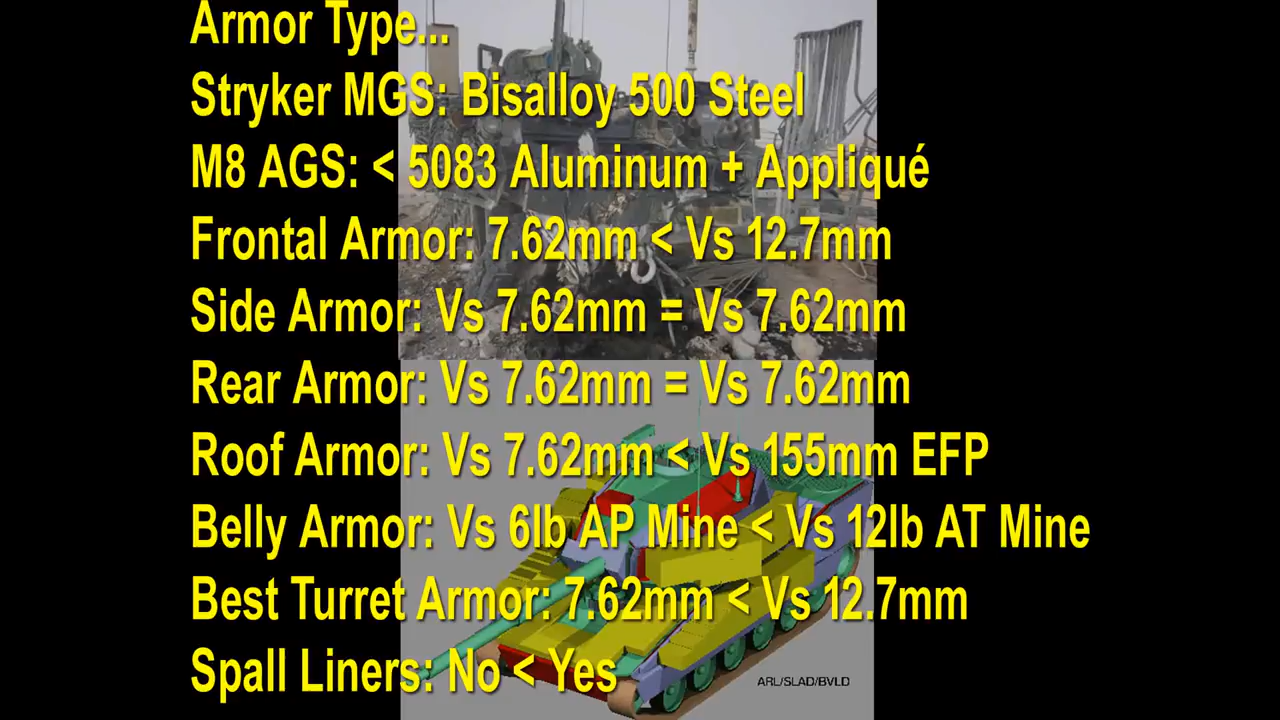 Armor Type...
Stryker MGS: Bisalloy 500 Steel
M8 AGS: < 5083 Aluminum + Appliqué
Frontal Armor: 7.62mm < Vs 12.7mm
Side Armor: Vs 7.62mm = Vs 7.62mm
Rear Armor: Vs 7.62mm = Vs 7.62mm
Roof Armor: Vs 7.62mm < Vs 155mm EFP
Belly Armor: Vs 6lb AP Mine < Vs 12lb AT Mine
Best Turret Armor: 7.62mm < Vs 12.7mm
Spall Liners: No < Yes
ARL/SLAD/BVLD